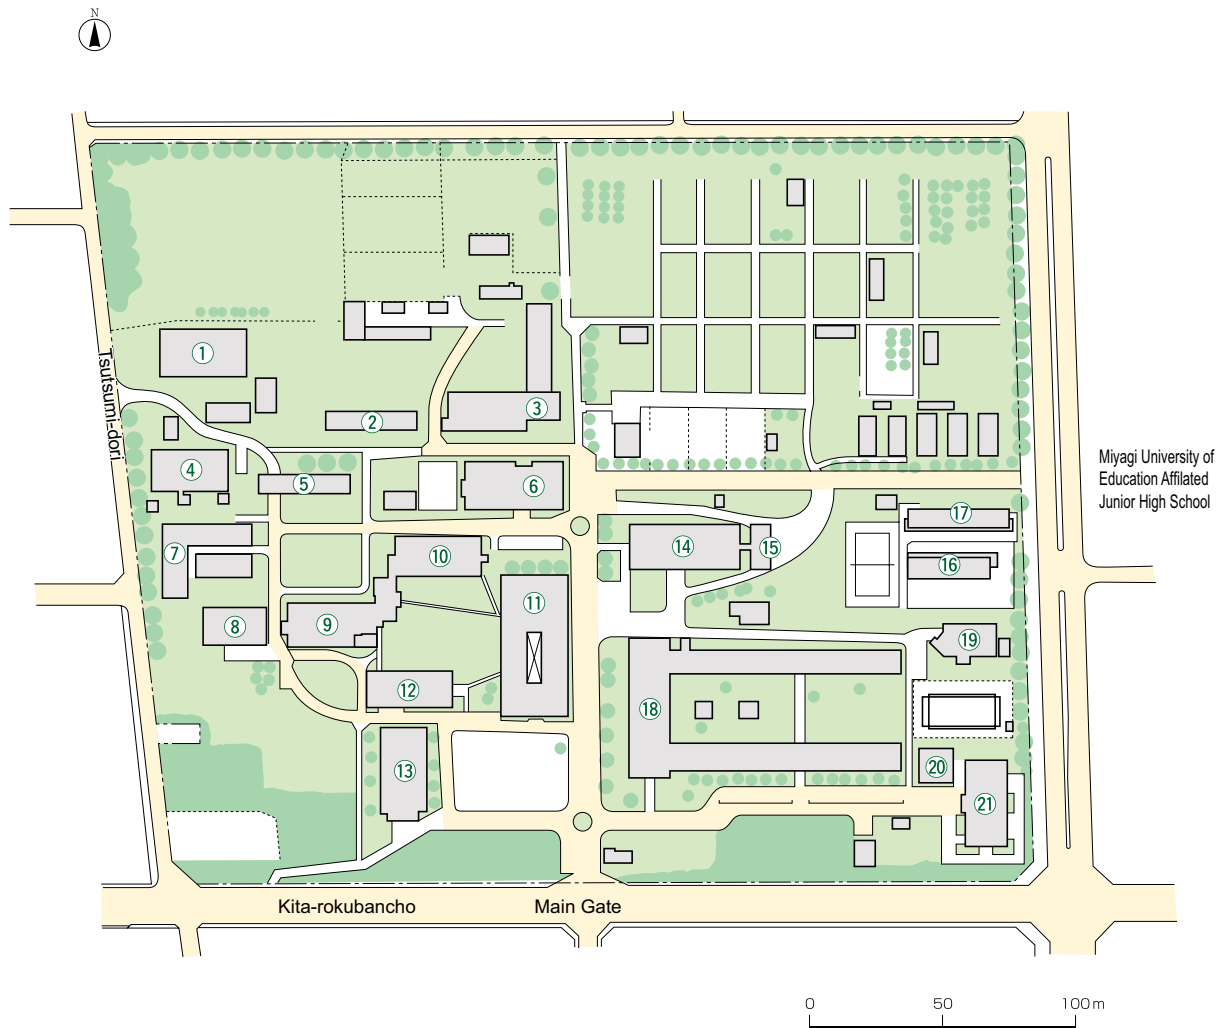 N
1
2
3
4
5
6
7
8
9
10
11
12
13
14
15
16
17
18
19
20
21
Tsutsumi-dori
Miyagi University of
Education Affilated
Junior High School
Kita-rokubancho
Main Gate
0 50 100m